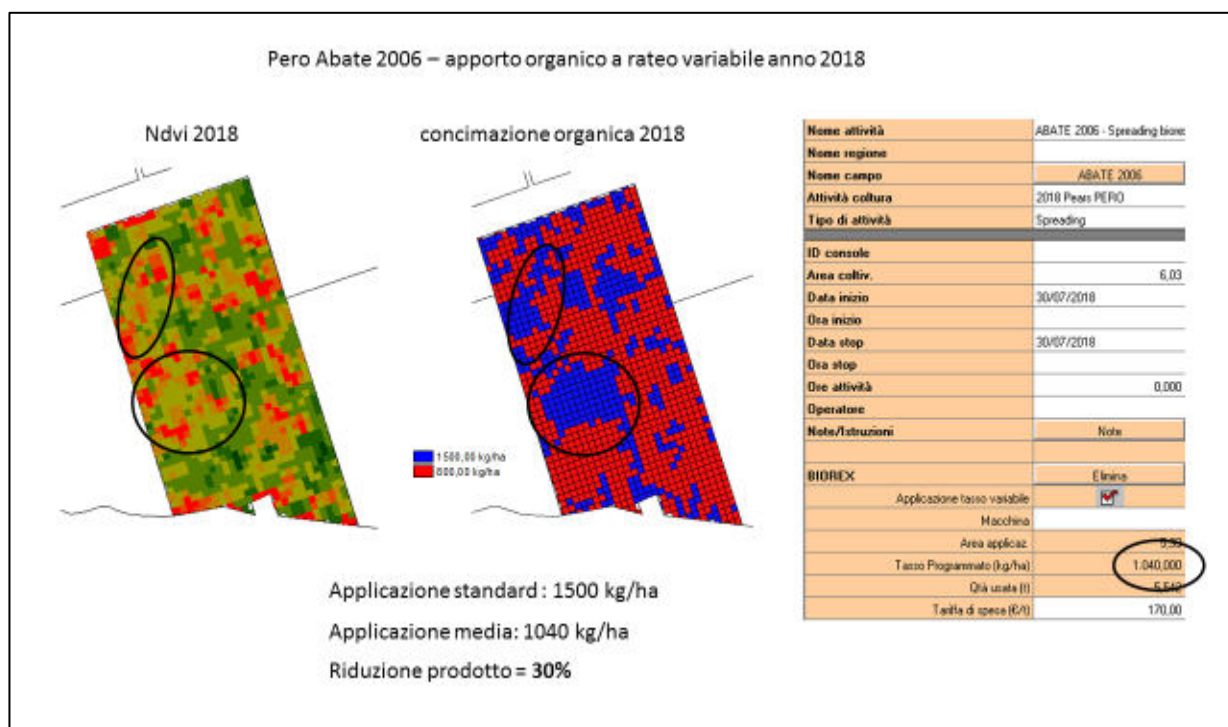 Pero Abate 2006 – apporto organico a rateo variabile anno 2018
Ndvi 2018
concimazione organica 2018
1500,00 kg/ha
800,00 kg/ha
Applicazione standard : 1500 kg/ha
Applicazione media: 1040 kg/ha
Riduzione prodotto = 30%
Nome attività ABATE 2006 - Spreading biore
Nome regione
Nome campo ABATE 2006
Attività coltura 2018 Pears PERO
Tipo di attività Spreading
ID console
Area coltiv. 6,03
Data inizio 30/07/2018
Ora inizio
Data stop 30/07/2018
Ora stop
Ore attività 0,000
Operatore
Note/Istruzioni Note
BIOREX Elimina
Applicazione tasso variabile
Macchina
Area applicaz.
Tasso Programmato (kg/ha) 1.040,000
Qtà usata (t) 5,542
Tariffa di spesa (€/t) 170,00